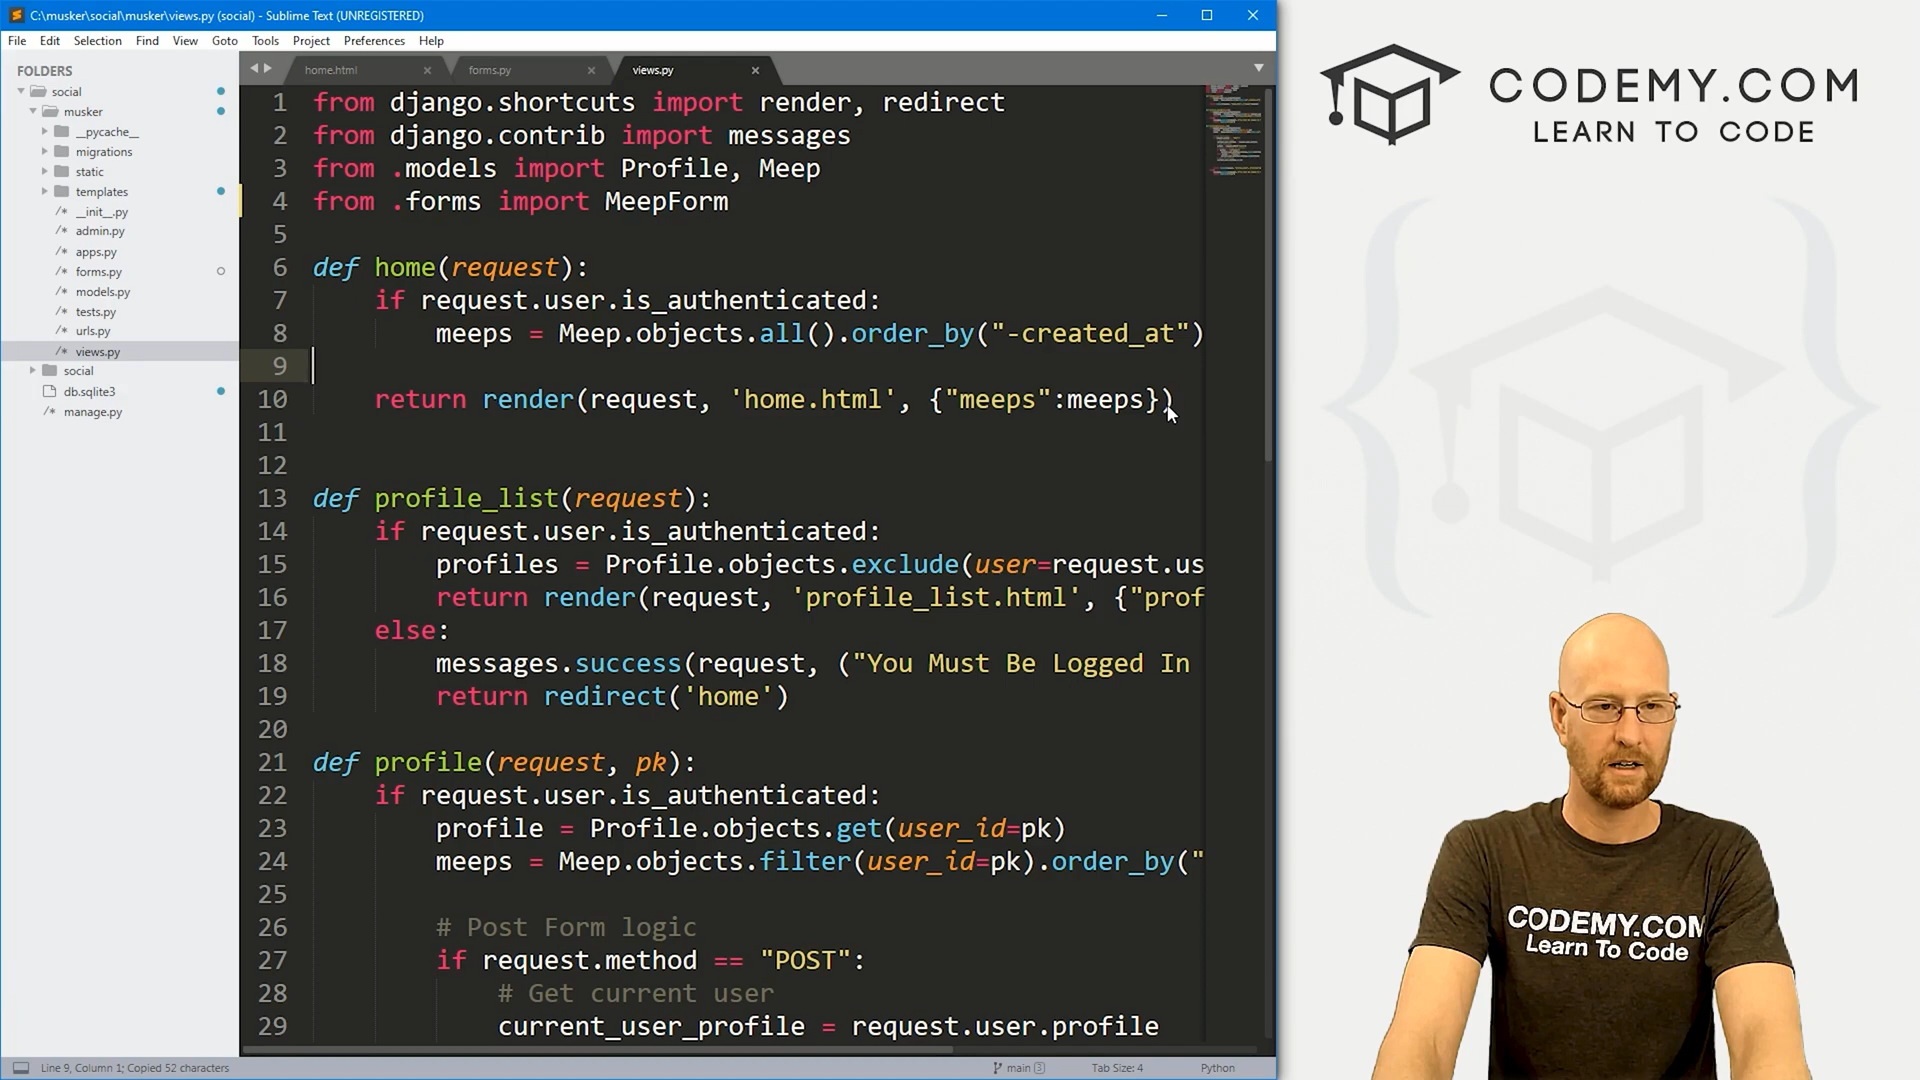 C:\musker\social\musker\views.py (social) - Sublime Text (UNREGISTERED)
File Edit Selection Find View Goto Tools Project Preferences Help
FOLDERS
social
musker
__pycache__
migrations
static
templates
__init__.py
admin.py
apps.py
forms.py
models.py
tests.py
urls.py
views.py
social
db.sqlite3
manage.py
home.html forms.py views.py
1 from django.shortcuts import render, redirect
2 from django.contrib import messages
3 from .models import Profile, Meep
4 from .forms import MeepForm
5
6 def home(request):
7 if request.user.is_authenticated:
8 meeps = Meep.objects.all().order_by("-created_at")
9
10 return render(request, 'home.html', {"meeps":meeps})
11
12
13 def profile_list(request):
14 if request.user.is_authenticated:
15 profiles = Profile.objects.exclude(user=request.us
16 return render(request, 'profile_list.html', {"prof
17 else:
18 messages.success(request, ("You Must Be Logged In
19 return redirect('home')
20
21 def profile(request, pk):
22 if request.user.is_authenticated:
23 profile = Profile.objects.get(user_id=pk)
24 meeps = Meep.objects.filter(user_id=pk).order_by("
25
26 # Post Form logic
27 if request.method == "POST":
28 # Get current user
29 current_user_profile = request.user.profile
Line 9, Column 1; Copied 52 characters
main 3
Tab Size: 4
Python
CODEMY.COM
LEARN TO CODE
CODEMY.COM
Learn To Code